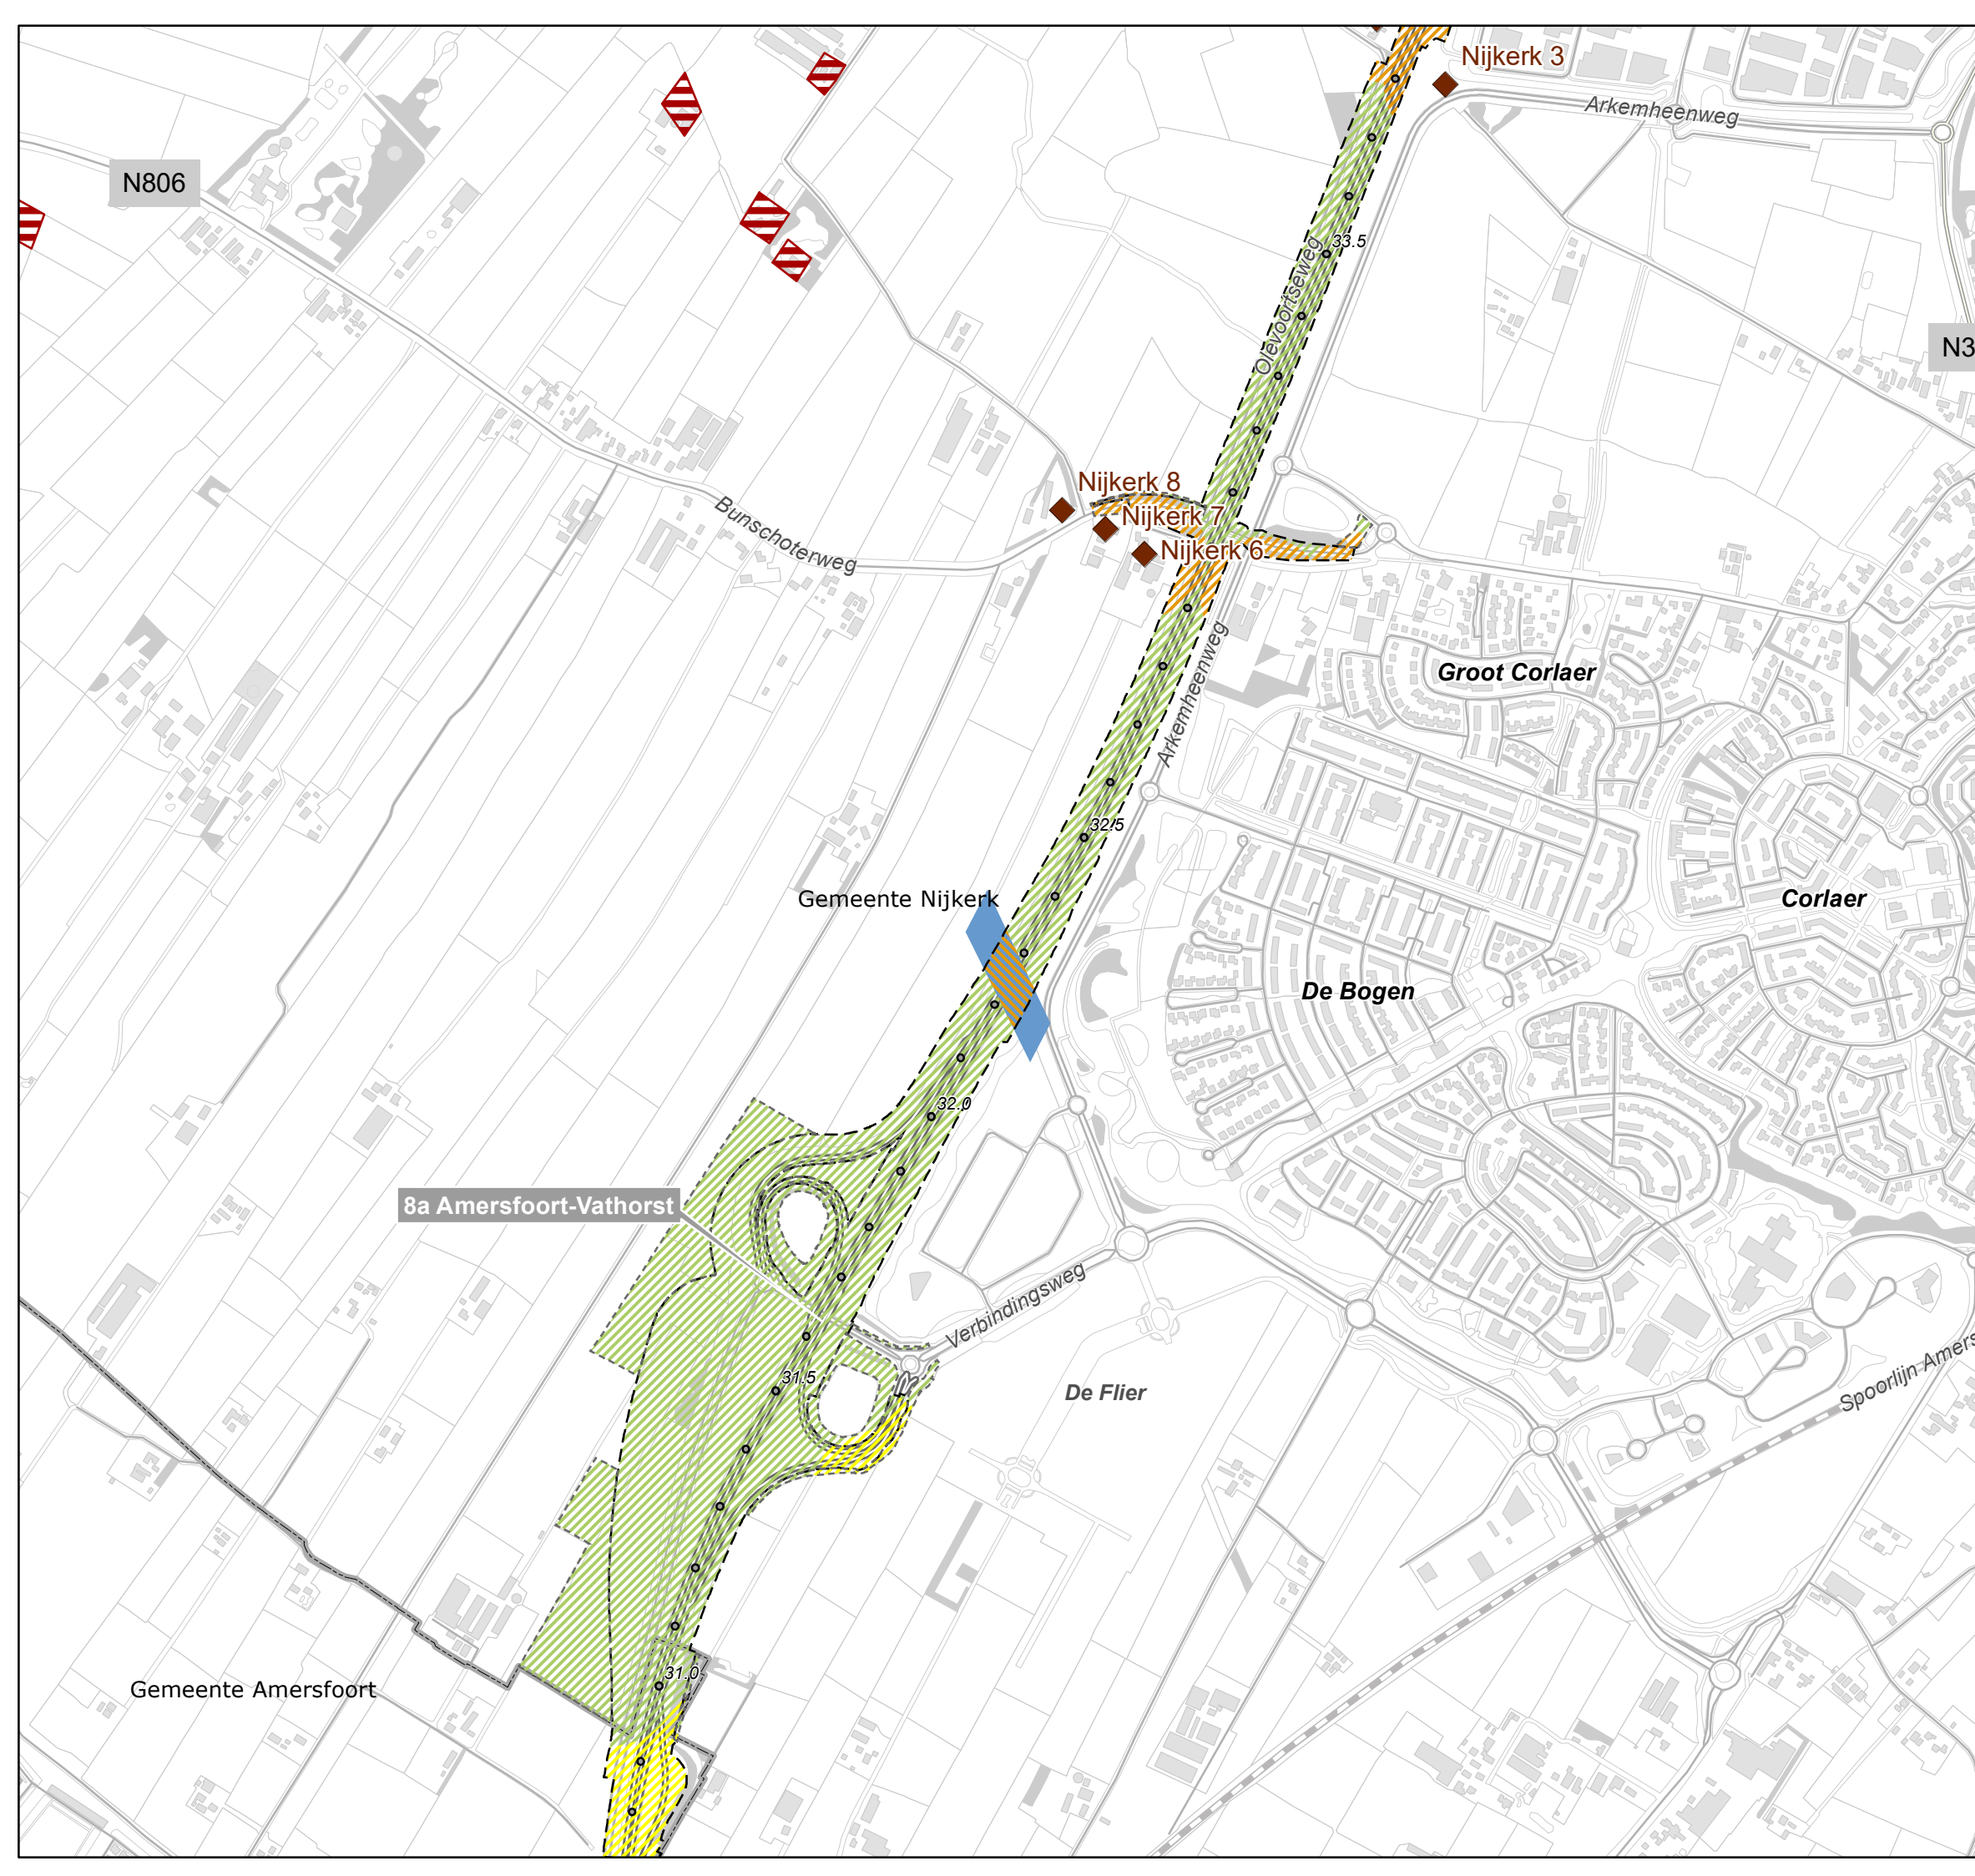 Nijkerk 3
Arkemheenweg
N806
33.5
Olevoortseweg
N3
Nijkerk 8
Bunschoterweg
Nijkerk 7
Nijkerk 6
Groot Corlaer
Arkemheenweg
32.5
Gemeente Nijkerk
Corlaer
De Bogen
32.0
8a Amersfoort-Vathorst
Verbindingsweg
31.5
De Flier
Spoorlijn Amers
31.0
Gemeente Amersfoort